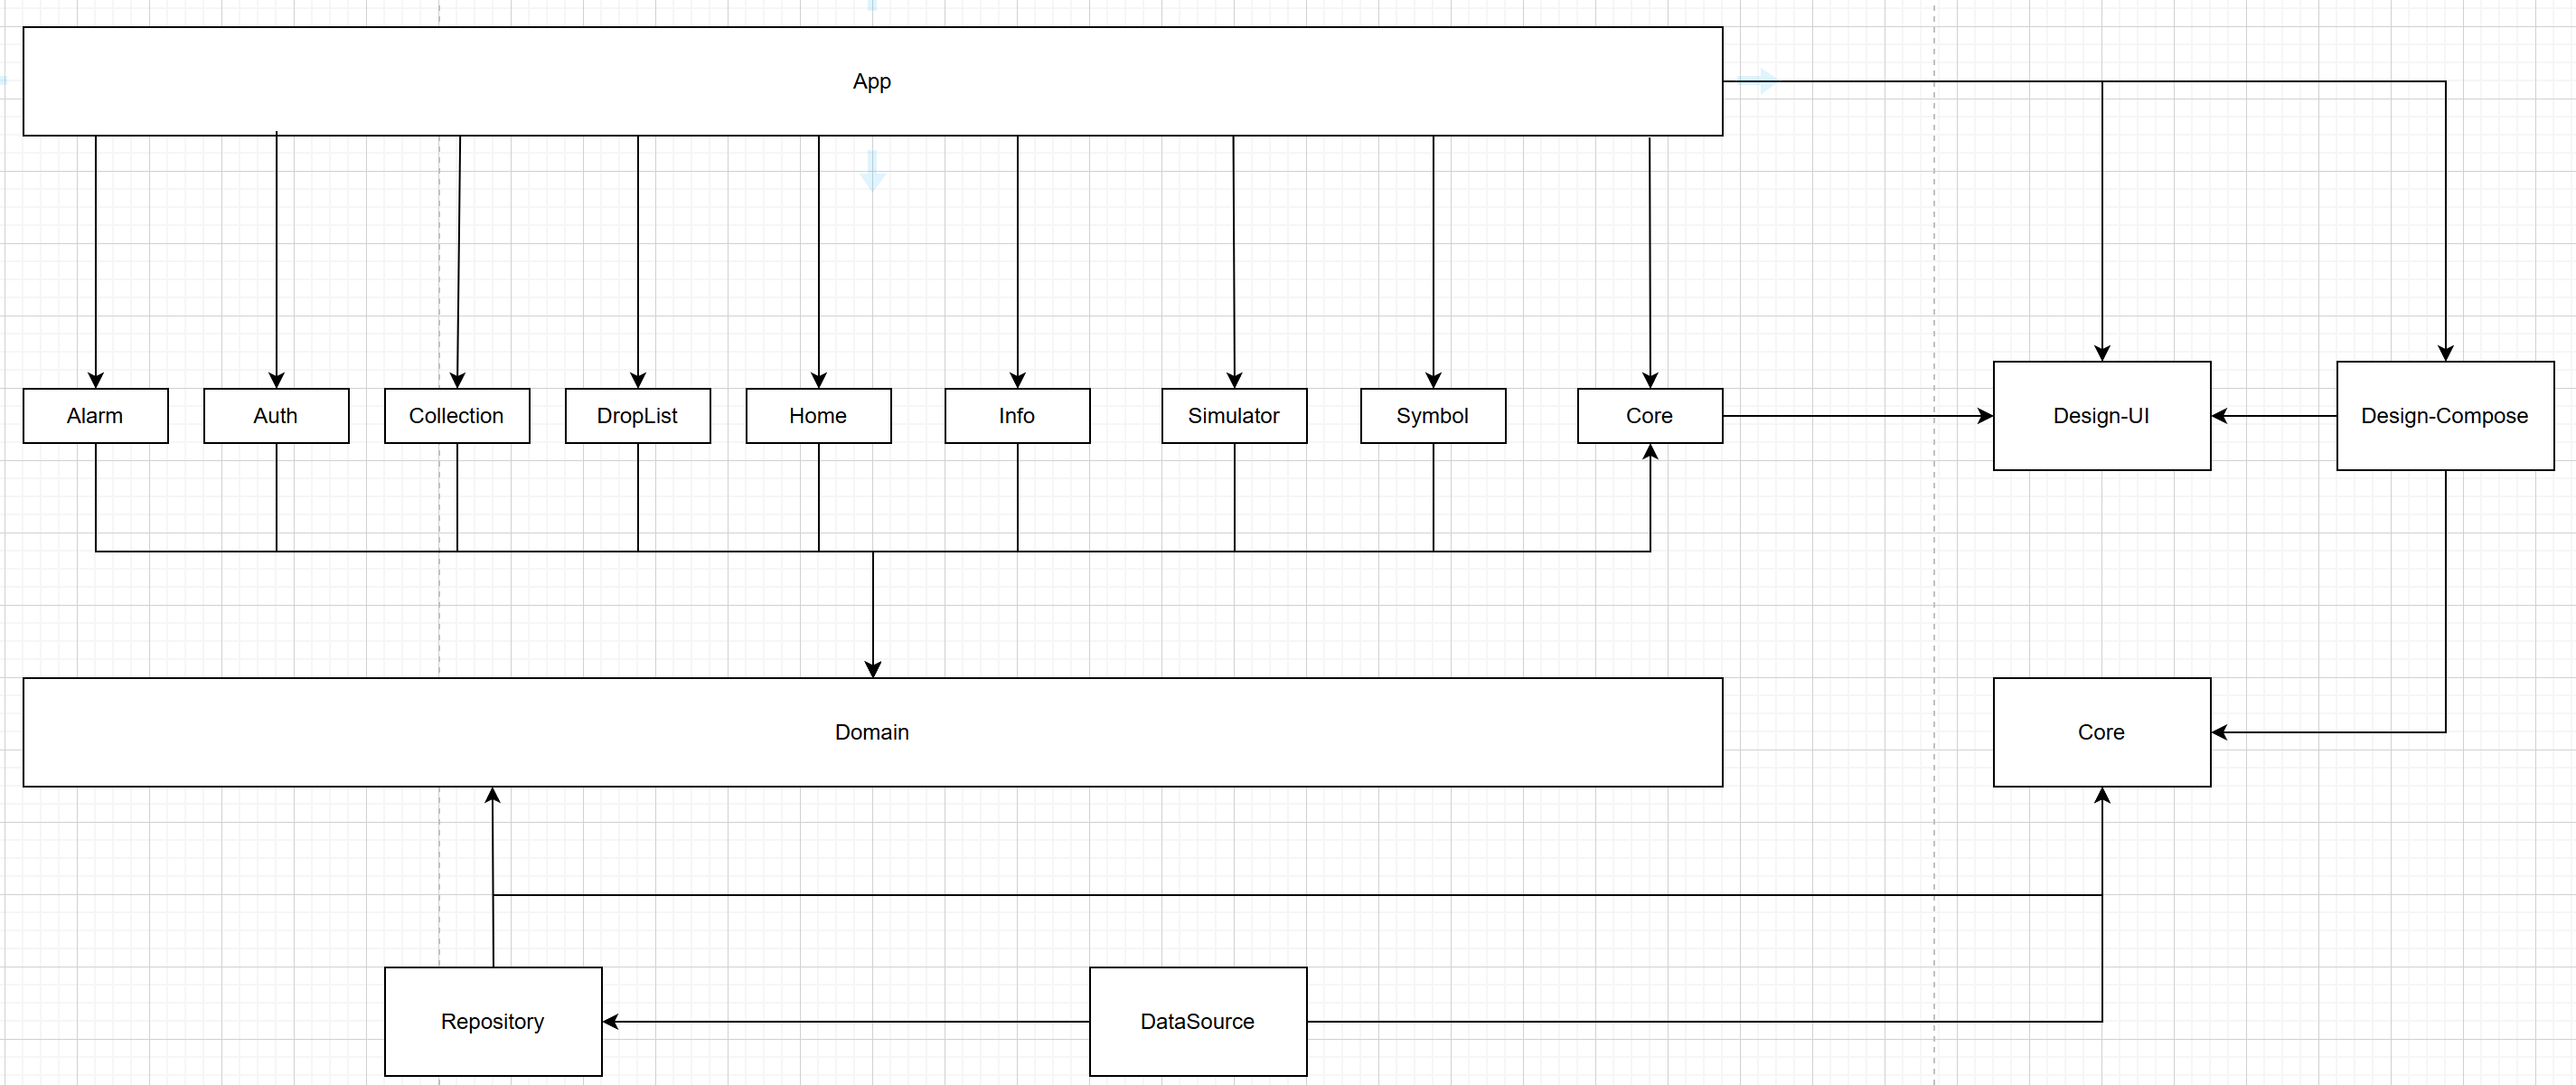 App
Alarm
Auth
Collection
DropList
Home
Info
Simulator
Symbol
Core
Design-UI
Design-Compose
Domain
Core
Repository
DataSource